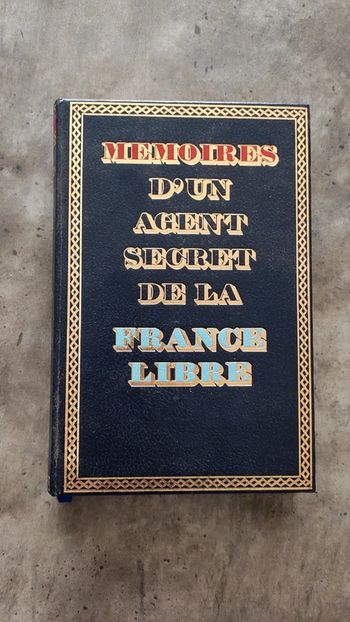 MEMOIRES
D'UN
AGENT
SECRET
DE LA
FRANCE
LIBRE